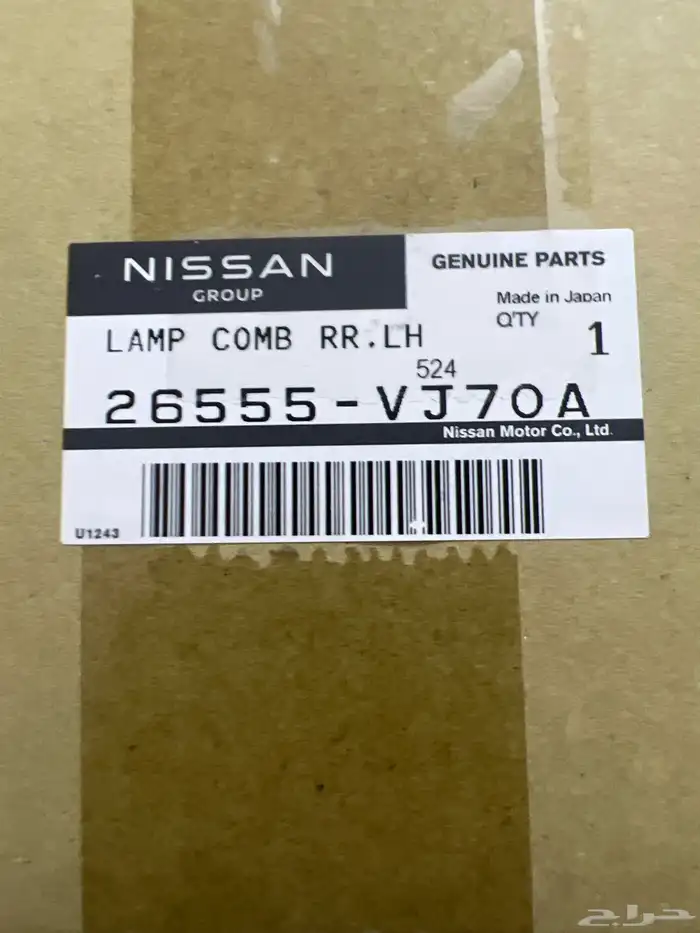 NISSAN
GROUP
GENUINE PARTS
Made in Japan
Q'TY
1
LAMP COMB RR.LH
524
26555-VJ70A
Nissan Motor Co., Ltd.
U1243
حراج